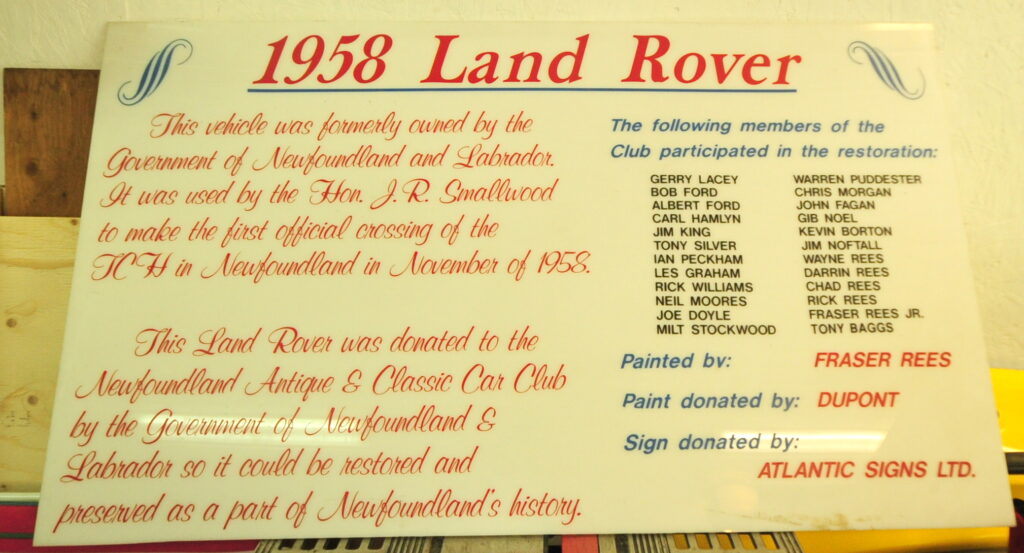 1958 Land Rover
This vehicle was formerly owned by the
Government of Newfoundland and Labrador.
It was used by the Hon. J.R. Smallwood
to make the first official crossing of the
TCH in Newfoundland in November of 1958.
This Land Rover was donated to the
Newfoundland Antique & Classic Car Club
by the Government of Newfoundland &
Labrador so it could be restored and
preserved as a part of Newfoundland's history.
The following members of the
Club participated in the restoration:
GERRY LACEY
BOB FORD
ALBERT FORD
CARL HAMLYN
JIM KING
TONY SILVER
IAN PECKHAM
LES GRAHAM
RICK WILLIAMS
NEIL MOORES
JOE DOYLE
MILT STOCKWOOD
WARREN PUDDESTER
CHRIS MORGAN
JOHN FAGAN
GIB NOEL
KEVIN BORTON
JIM NOFTALL
WAYNE REES
DARRIN REES
CHAD REES
RICK REES
FRASER REES JR.
TONY BAGGS
Painted by: FRASER REES
Paint donated by: DUPONT
Sign donated by:
ATLANTIC SIGNS LTD.